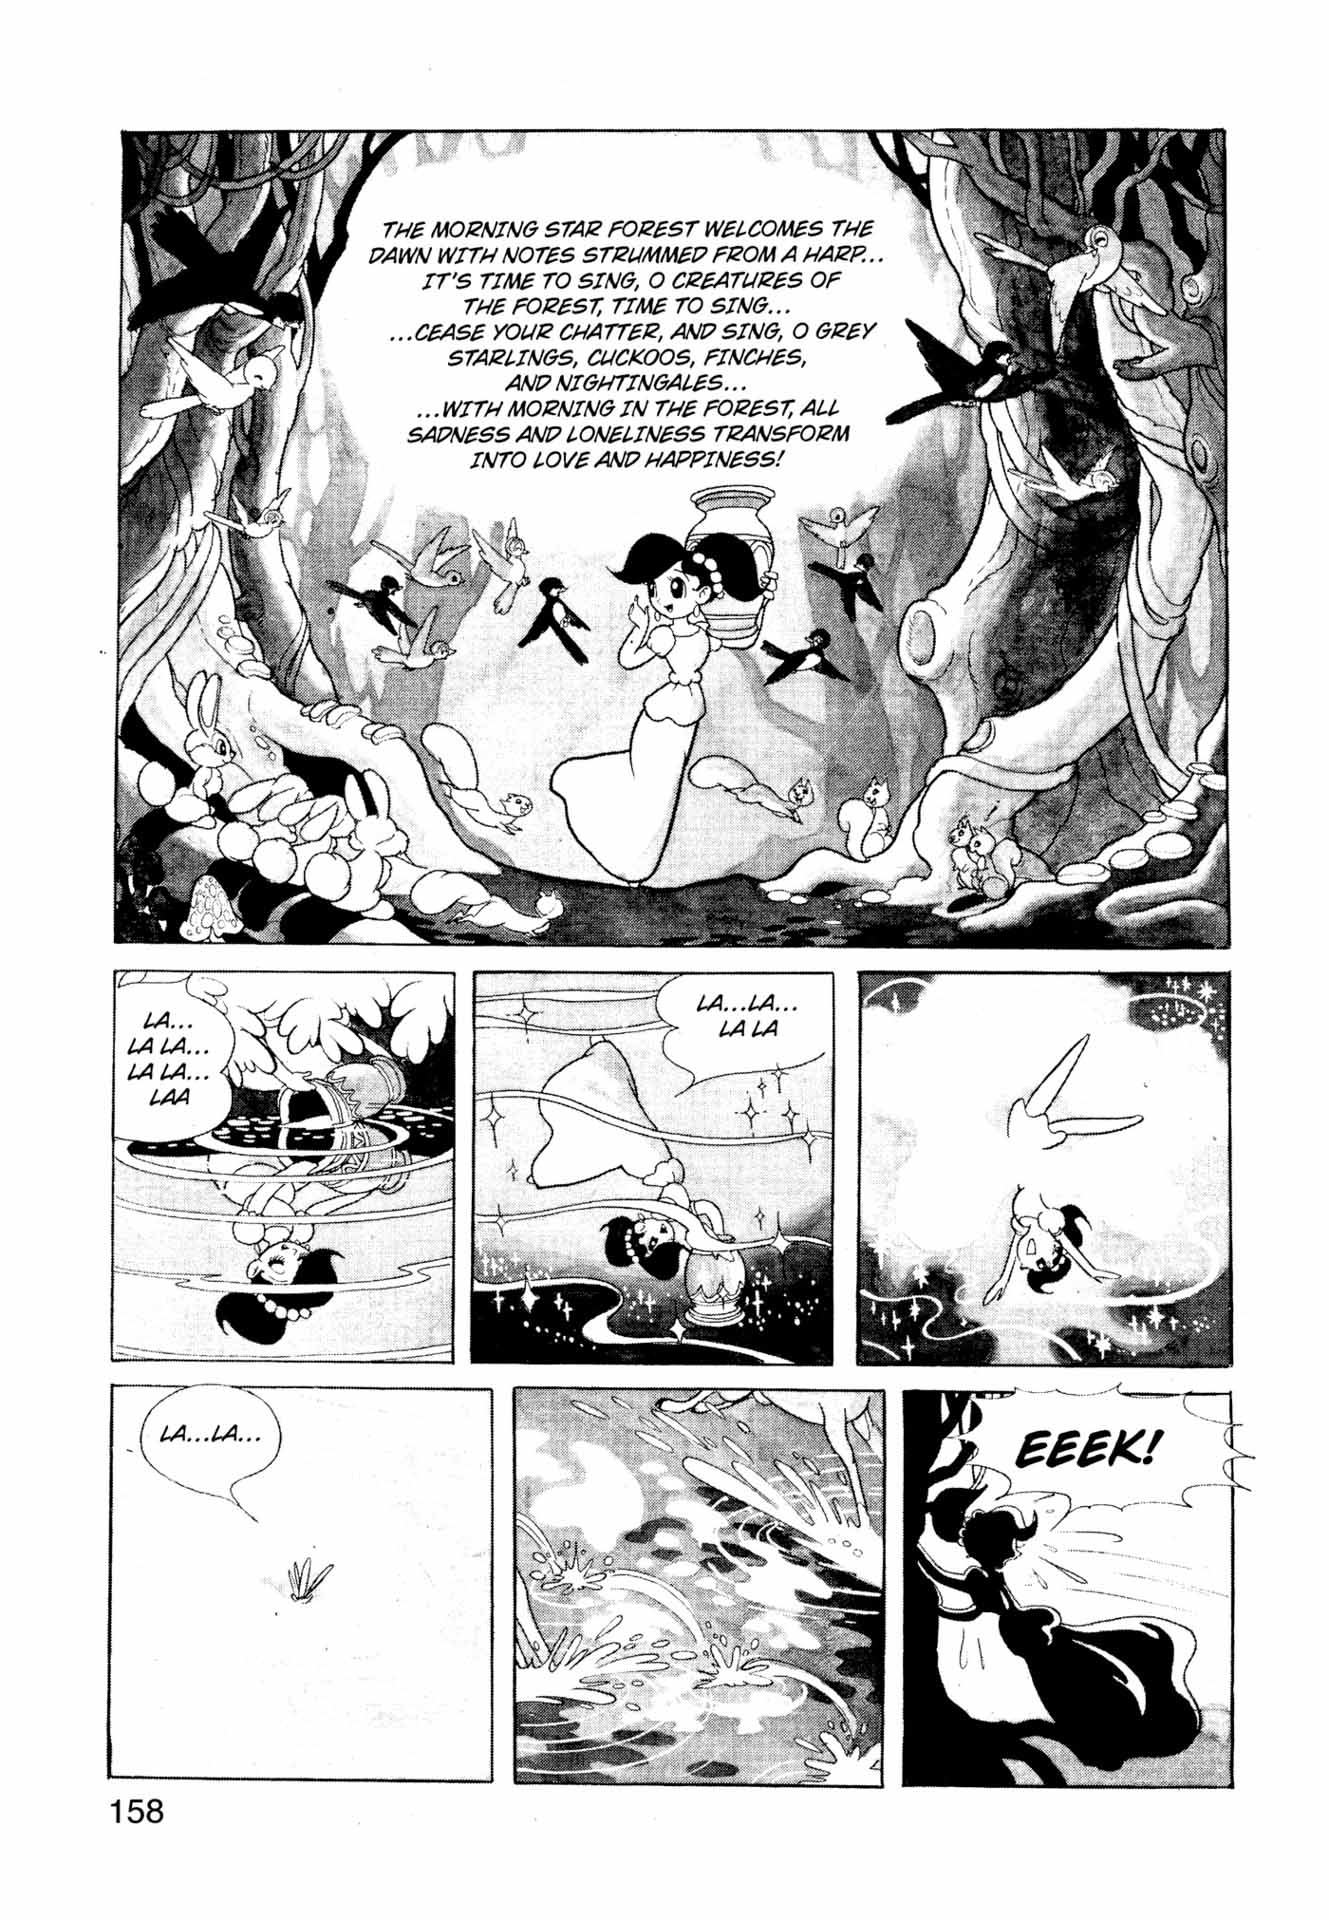 THE MORNING STAR FOREST WELCOMES THE
DAWN WITH NOTES STRUMMED FROM A HARP...
IT'S TIME TO SING, O CREATURES OF
THE FOREST, TIME TO SING...
...CEASE YOUR CHATTER, AND SING, O GREY
STARLINGS, CUCKOOS, FINCHES,
AND NIGHTINGALES...
...WITH MORNING IN THE FOREST, ALL
SADNESS AND LONELINESS TRANSFORM
INTO LOVE AND HAPPINESS!
LA...
LA LA...
LA LA...
LAA
LA...LA...
LA LA
LA...LA...
EEEK!
158